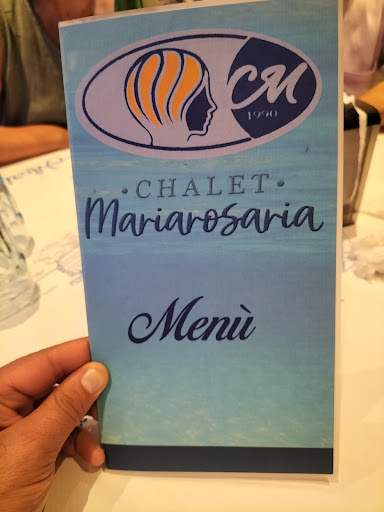 CM
1990
•CHALET•
Mariarosaria
Menù